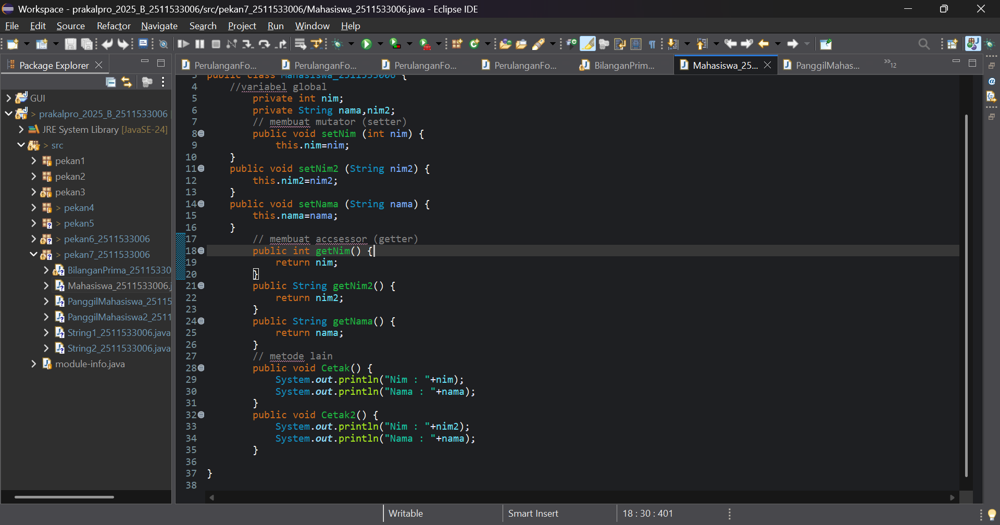 Workspace - prakalpro_2025_B_2511533006/src/pekan7_2511533006/Mahasiswa_2511533006.java - Eclipse IDE
File Edit Source Refactor Navigate Search Project Run Window Help
Package Explorer
PerulanganFo... PerulanganFo... PerulanganFo... PerulanganFo... BilanganPrim... Mahasiswa_25... PanggilMahas... »12
GUI
> prakalpro_2025_B_2511533006
JRE System Library [JavaSE-24]
> src
pekan1
pekan2
pekan3
> pekan4
> pekan5
> pekan6_2511533006
> pekan7_2511533006
BilanganPrima_25115330
Mahasiswa_2511533006.j
PanggilMahasiswa_25115
PanggilMahasiswa2_2511
String1_2511533006.java
String2_2511533006.java
module-info.java
3 public class Mahasiswa_2511533006 {
4 //variabel global
5 private int nim;
6 private String nama,nim2;
7 // membuat mutator (setter)
8 public void setNim (int nim) {
9 this.nim=nim;
10 }
11 public void setNim2 (String nim2) {
12 this.nim2=nim2;
13 }
14 public void setNama (String nama) {
15 this.nama=nama;
16 }
17 // membuat accsessor (getter)
18 public int getNim() {
19 return nim;
20 }
21 public String getNim2() {
22 return nim2;
23 }
24 public String getNama() {
25 return nama;
26 }
27 // metode lain
28 public void Cetak() {
29 System.out.println("Nim : "+nim);
30 System.out.println("Nama : "+nama);
31 }
32 public void Cetak2() {
33 System.out.println("Nim : "+nim2);
34 System.out.println("Nama : "+nama);
35 }
36
37 }
38
Writable Smart Insert 18 : 30 : 401